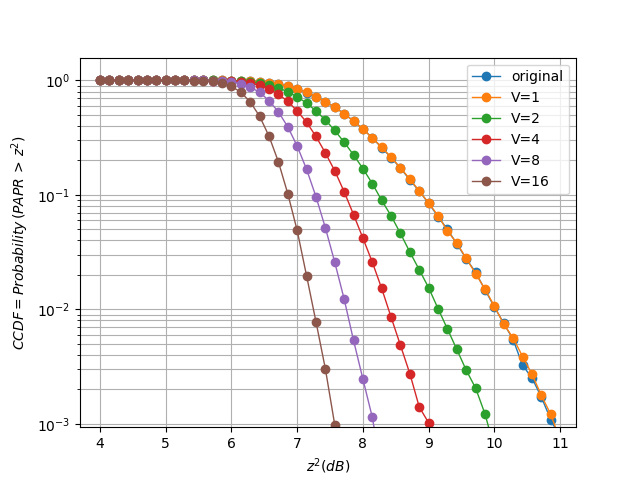 original
V=1
V=2
V=4
V=8
V=16
10⁰
10⁻¹
10⁻²
10⁻³
CCDF = Probability (PAPR > z²)
4 5 6 7 8 9 10 11
z²(dB)